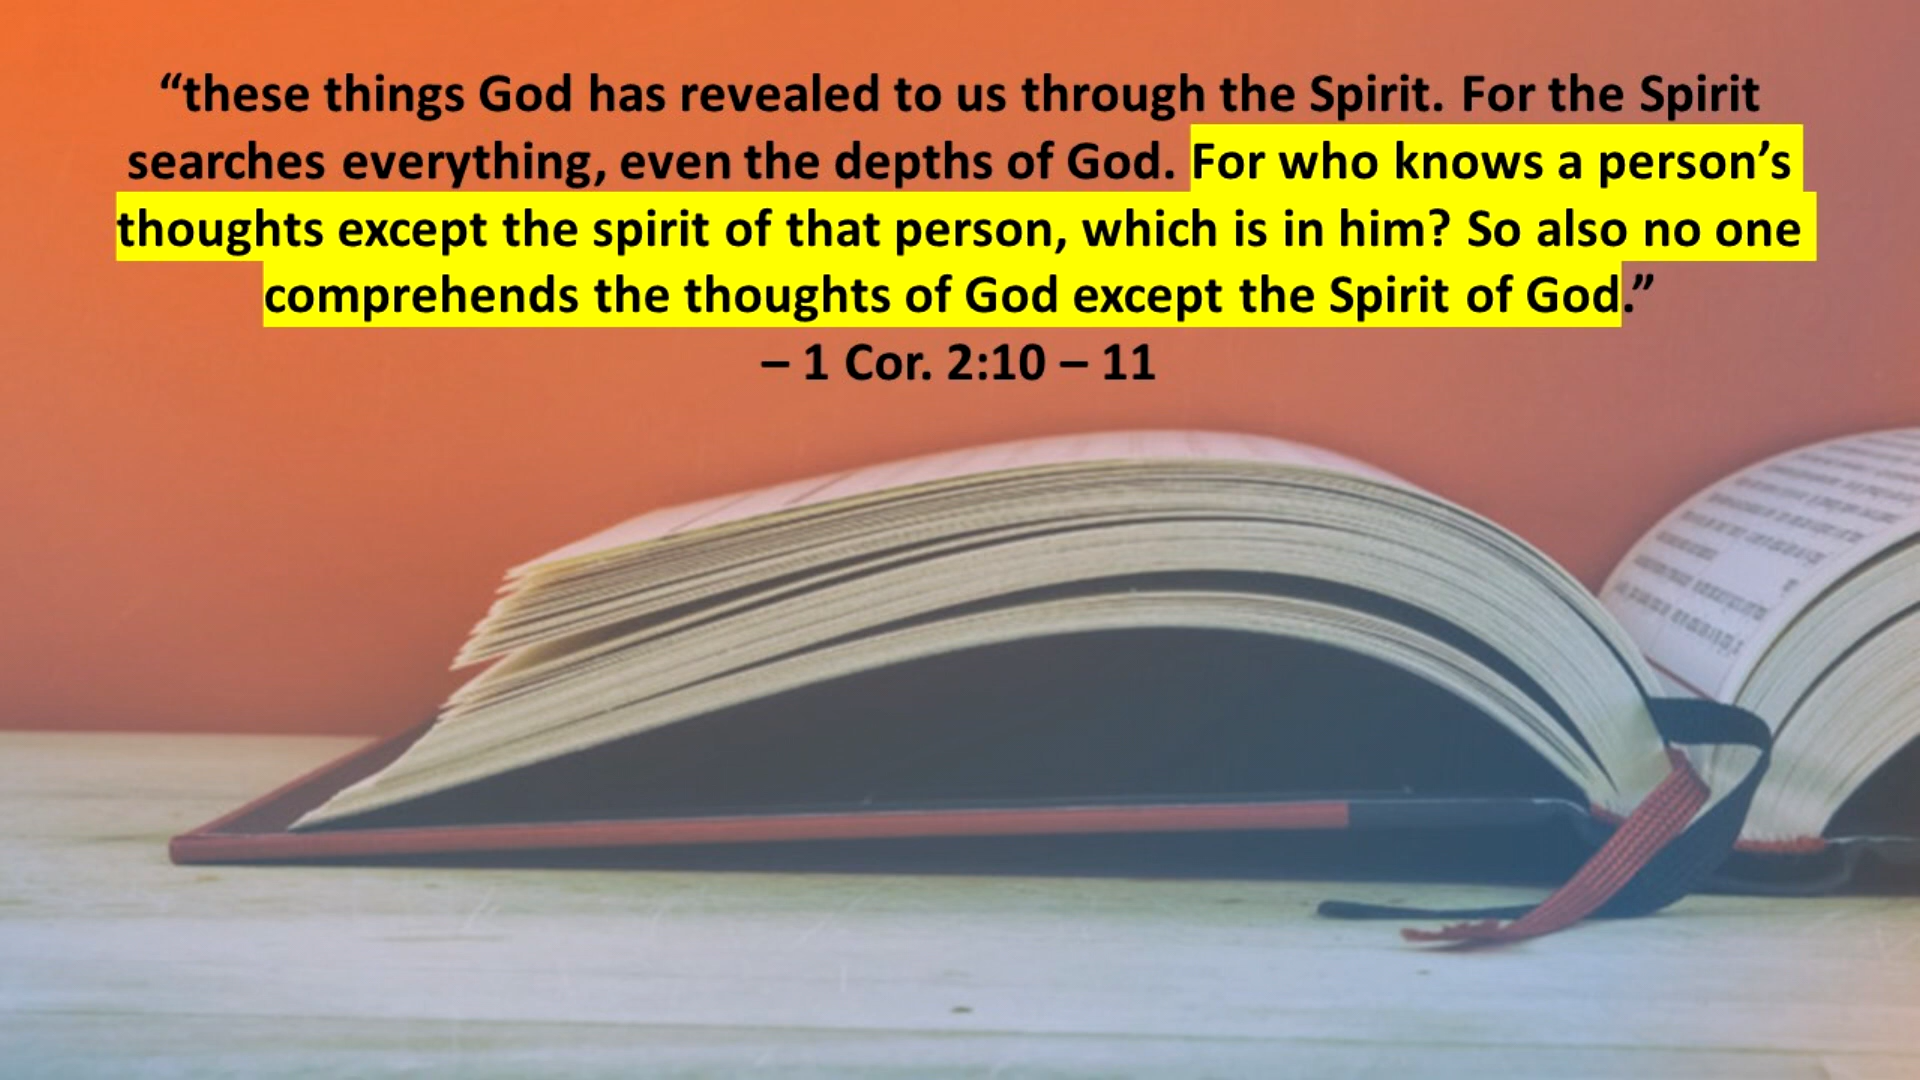 “these things God has revealed to us through the Spirit. For the Spirit
searches everything, even the depths of God. For who knows a person’s
thoughts except the spirit of that person, which is in him? So also no one
comprehends the thoughts of God except the Spirit of God.”
– 1 Cor. 2:10 – 11